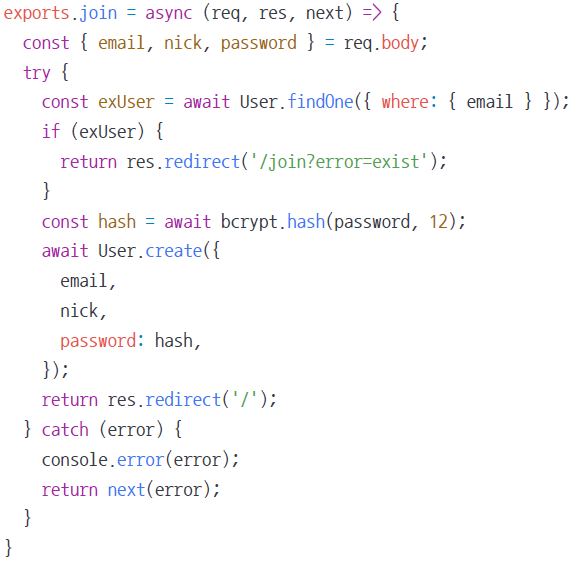 exports.join = async (req, res, next) => {
  const { email, nick, password } = req.body;
  try {
    const exUser = await User.findOne({ where: { email } });
    if (exUser) {
      return res.redirect('/join?error=exist');
    }
    const hash = await bcrypt.hash(password, 12);
    await User.create({
      email,
      nick,
      password: hash,
    });
    return res.redirect('/');
  } catch (error) {
    console.error(error);
    return next(error);
  }
}